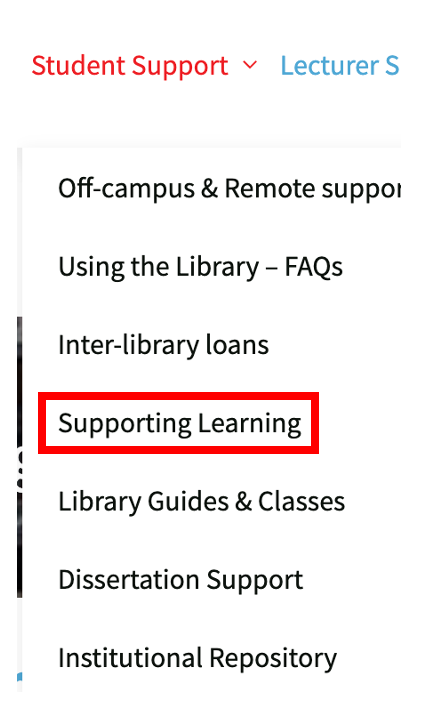 Student Support Lecturer S
Off-campus & Remote suppor
Using the Library – FAQs
Inter-library loans
Supporting Learning
Library Guides & Classes
Dissertation Support
Institutional Repository